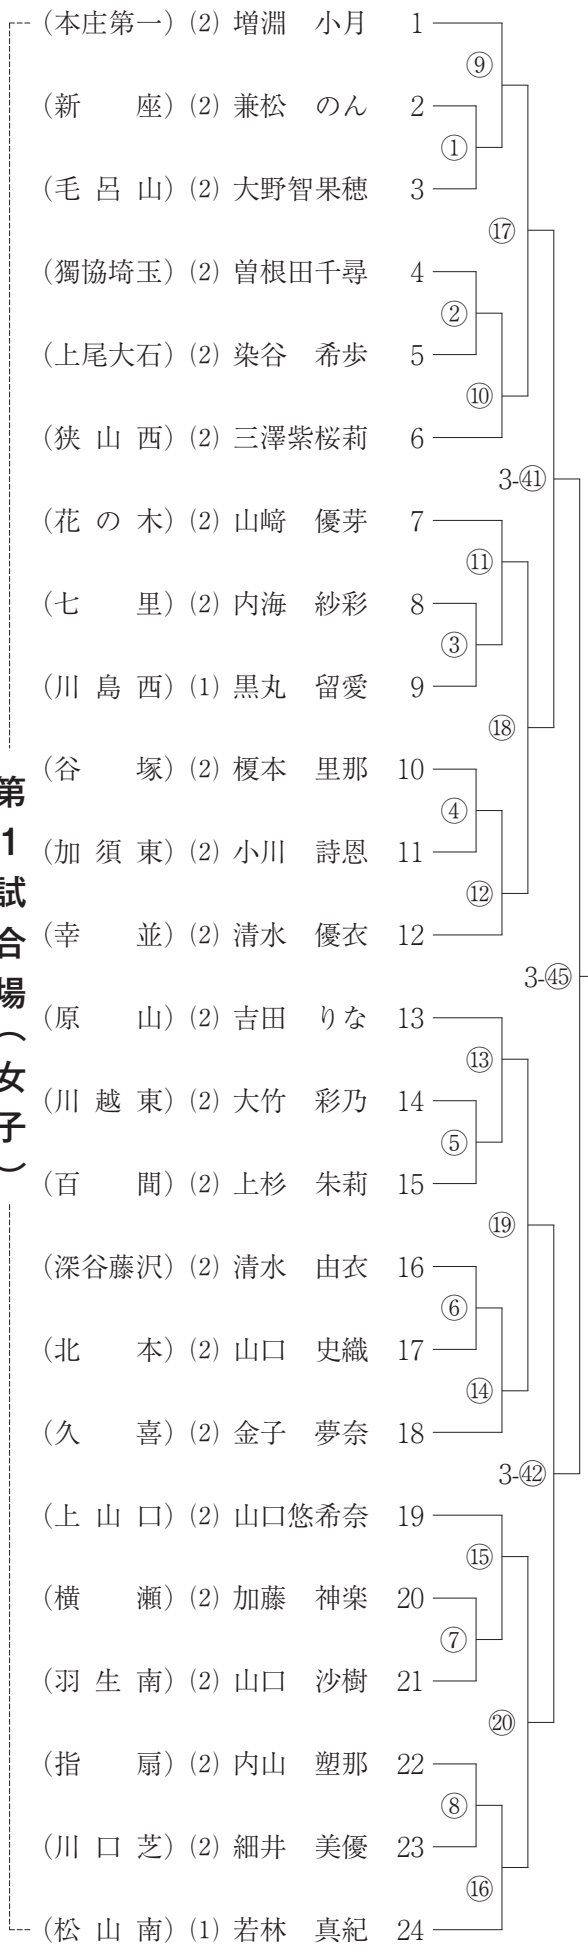 第1試合場（女子）
（本庄第一）（2）増淵　小月　1
（新　　座）（2）兼松　のん　2
（毛 呂 山）（2）大野智果穂　3
（獨協埼玉）（2）曽根田千尋　4
（上尾大石）（2）染谷　希歩　5
（狭 山 西）（2）三澤紫桜莉　6
（花 の 木）（2）山﨑　優芽　7
（七　　里）（2）内海　紗彩　8
（川 島 西）（1）黒丸　留愛　9
（谷　　塚）（2）榎本　里那　10
（加 須 東）（2）小川　詩恩　11
（幸　　並）（2）清水　優衣　12
（原　　山）（2）吉田　りな　13
（川 越 東）（2）大竹　彩乃　14
（百　　間）（2）上杉　朱莉　15
（深谷藤沢）（2）清水　由衣　16
（北　　本）（2）山口　史織　17
（久　　喜）（2）金子　夢奈　18
（上 山 口）（2）山口悠希奈　19
（横　　瀬）（2）加藤　神楽　20
（羽 生 南）（2）山口　沙樹　21
（指　　扇）（2）内山　塑那　22
（川 口 芝）（2）細井　美優　23
（松 山 南）（1）若林　真紀　24
⑨
①
⑰
②
⑩
3-㊶
⑪
③
⑱
④
⑫
3-㊺
⑬
⑤
⑲
⑥
⑭
3-㊷
⑮
⑦
⑳
⑧
⑯